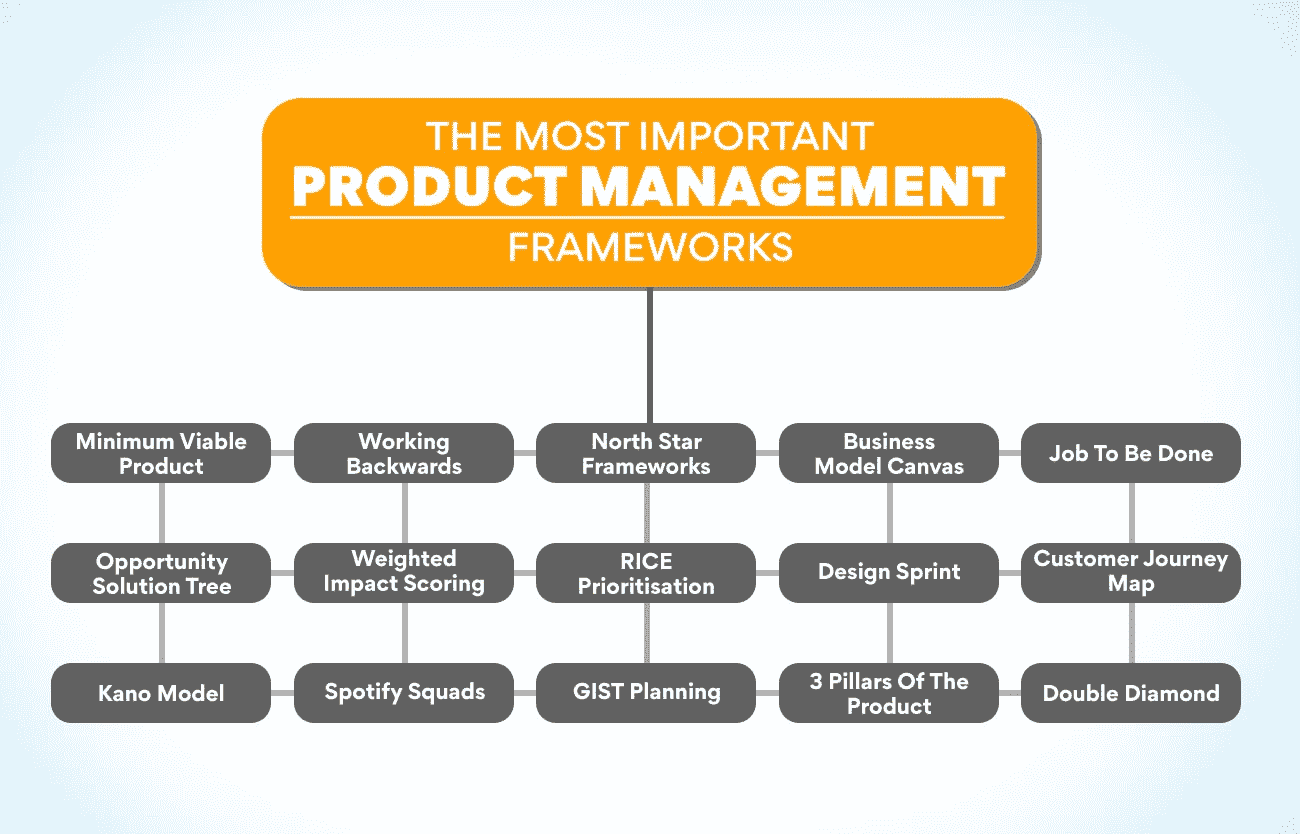 THE MOST IMPORTANT
PRODUCT MANAGEMENT
FRAMEWORKS
Minimum Viable
Product
Working
Backwards
North Star
Frameworks
Business
Model Canvas
Job To Be Done
Opportunity
Solution Tree
Weighted
Impact Scoring
RICE
Prioritisation
Design Sprint
Customer Journey
Map
Kano Model
Spotify Squads
GIST Planning
3 Pillars Of The
Product
Double Diamond